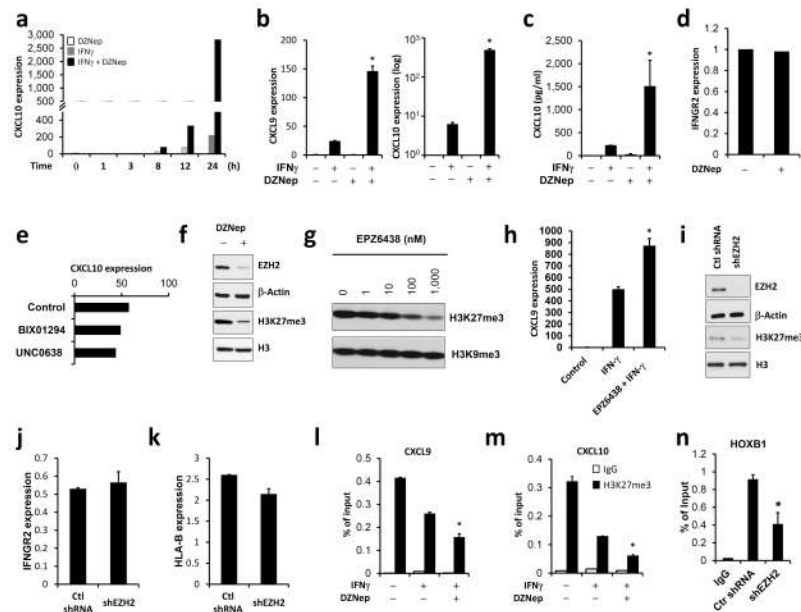 a
CXCL10 expression
3,000
2,500
2,000
1,500
1,000
500
400
200
0
DZNep
IFNγ
IFNγ + DZNep
Time 0 1 3 8 12 24 (h)
b
CXCL9 expression
200
150
100
50
0
*
IFNγ – + – +
DZNep – – + +
CXCL10 expression (log)
10⁵
10²
10⁰
*
– + – +
– – + +
c
CXCL10 (pg/ml)
2,500
2,000
1,500
1,000
500
0
*
IFNγ – + – +
DZNep – – + +
d
IFNGR2 expression
1.2
1
0.8
0.6
0.4
0.2
0
– +
DZNep
e
CXCL10 expression
0 50 100
Control
BIX01294
UNC0638
f
DZNep
– +
EZH2
β-Actin
H3K27me3
H3
g
EPZ6438 (nM)
0 1 10 100 1,000
H3K27me3
H3K9me3
h
CXCL9 expression
1000
900
800
700
600
500
400
300
200
100
0
*
Control
IFN-γ
EPZ6438 + IFN-γ
i
Ctl shRNA
shEZH2
EZH2
β-Actin
H3K27me3
H3
j
IFNGR2 expression
0.7
0.6
0.5
0.4
0.3
0.2
0.1
0
Ctl shRNA
shEZH2
k
HLA-B expression
3
2.5
2
1.5
1
0.5
0
Ctl shRNA
shEZH2
l
CXCL9
% of input
0.5
0.4
0.3
0.2
0.1
0
*
IFNγ – + +
DZNep – – +
m
CXCL10
IgG
H3K27me3
% of input
0.4
0.3
0.2
0.1
0.0
*
IFNγ – + +
DZNep – – +
n
HOXB1
% of Input
1.2
1
0.8
0.6
0.4
0.2
0
*
IgG
Ctr shRNA
shEZH2